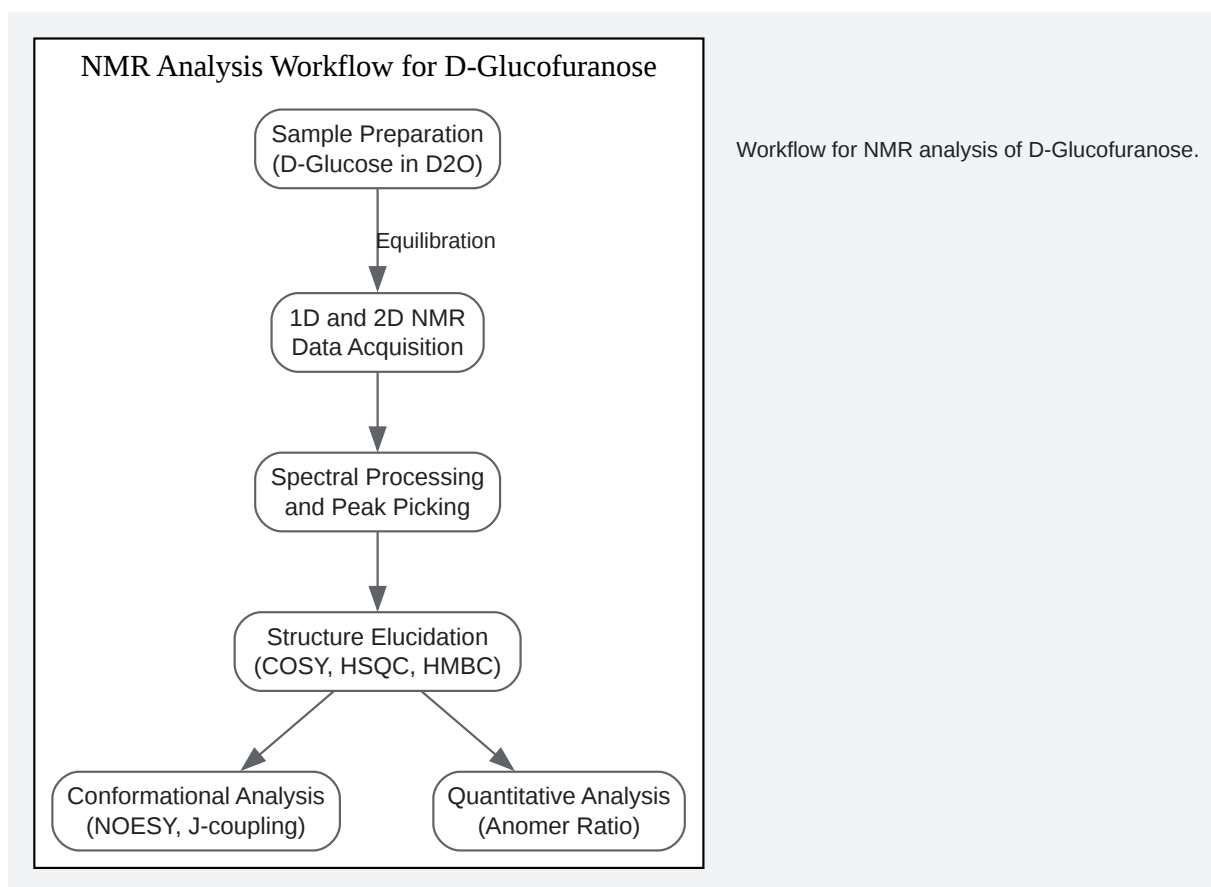 NMR Analysis Workflow for D-Glucofuranose
Sample Preparation
(D-Glucose in D2O)
Workflow for NMR analysis of D-Glucofuranose.
Equilibration
1D and 2D NMR
Data Acquisition
Spectral Processing
and Peak Picking
Structure Elucidation
(COSY, HSQC, HMBC)
Conformational Analysis
(NOESY, J-coupling)
Quantitative Analysis
(Anomer Ratio)